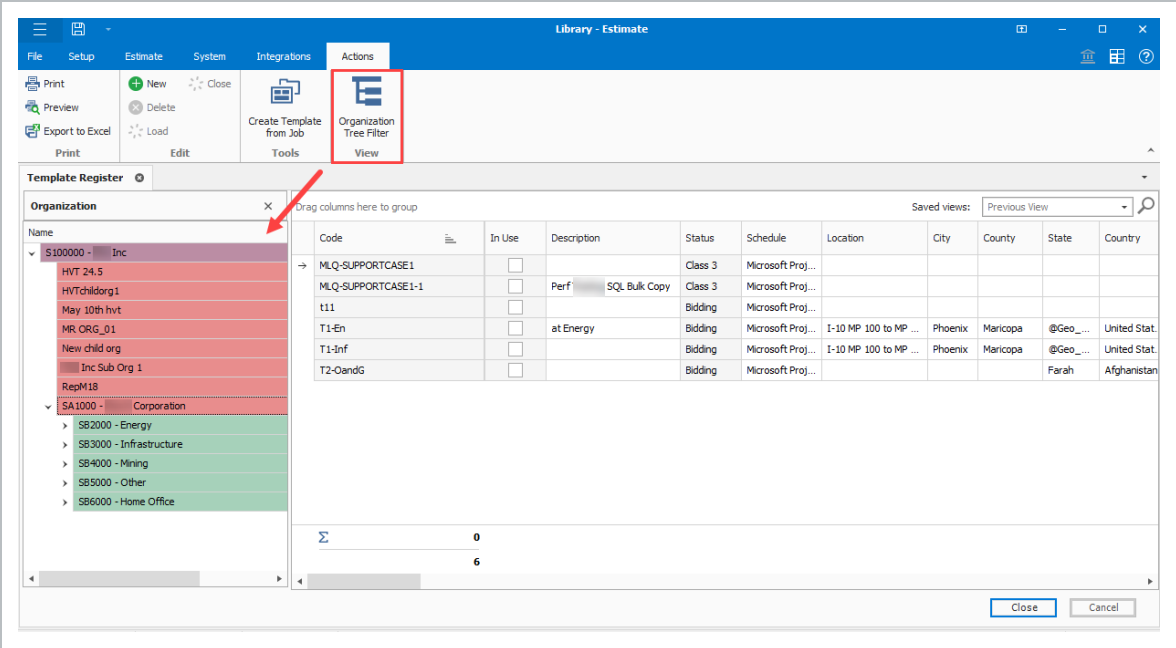 Library - Estimate
File Setup Estimate System Integrations Actions
Print
Preview
Export to Excel
Print
New Close
Delete
Load
Edit
Create Template
from Job
Tools
Organization
Tree Filter
View
Template Register
Organization
Name
S100000 - Inc
HVT 24.5
HVTchildorg1
May 10th hvt
MR ORG_01
New child org
Inc Sub Org 1
RepM18
SA1000 - Corporation
SB2000 - Energy
SB3000 - Infrastructure
SB4000 - Mining
SB5000 - Other
SB6000 - Home Office
Drag columns here to group
Saved views: Previous View
Code In Use Description Status Schedule Location City County State Country
MLQ-SUPPORTCASE1 Class 3 Microsoft Proj...
MLQ-SUPPORTCASE1-1 Perf SQL Bulk Copy Class 3 Microsoft Proj...
t11 Bidding Microsoft Proj...
T1-En at Energy Bidding Microsoft Proj... I-10 MP 100 to MP ... Phoenix Maricopa @Geo_... United Stat.
T1-Inf Bidding Microsoft Proj... I-10 MP 100 to MP ... Phoenix Maricopa @Geo_... United Stat.
T2-OandG Bidding Microsoft Proj... Farah Afghanistan
Σ 0
6
Close Cancel